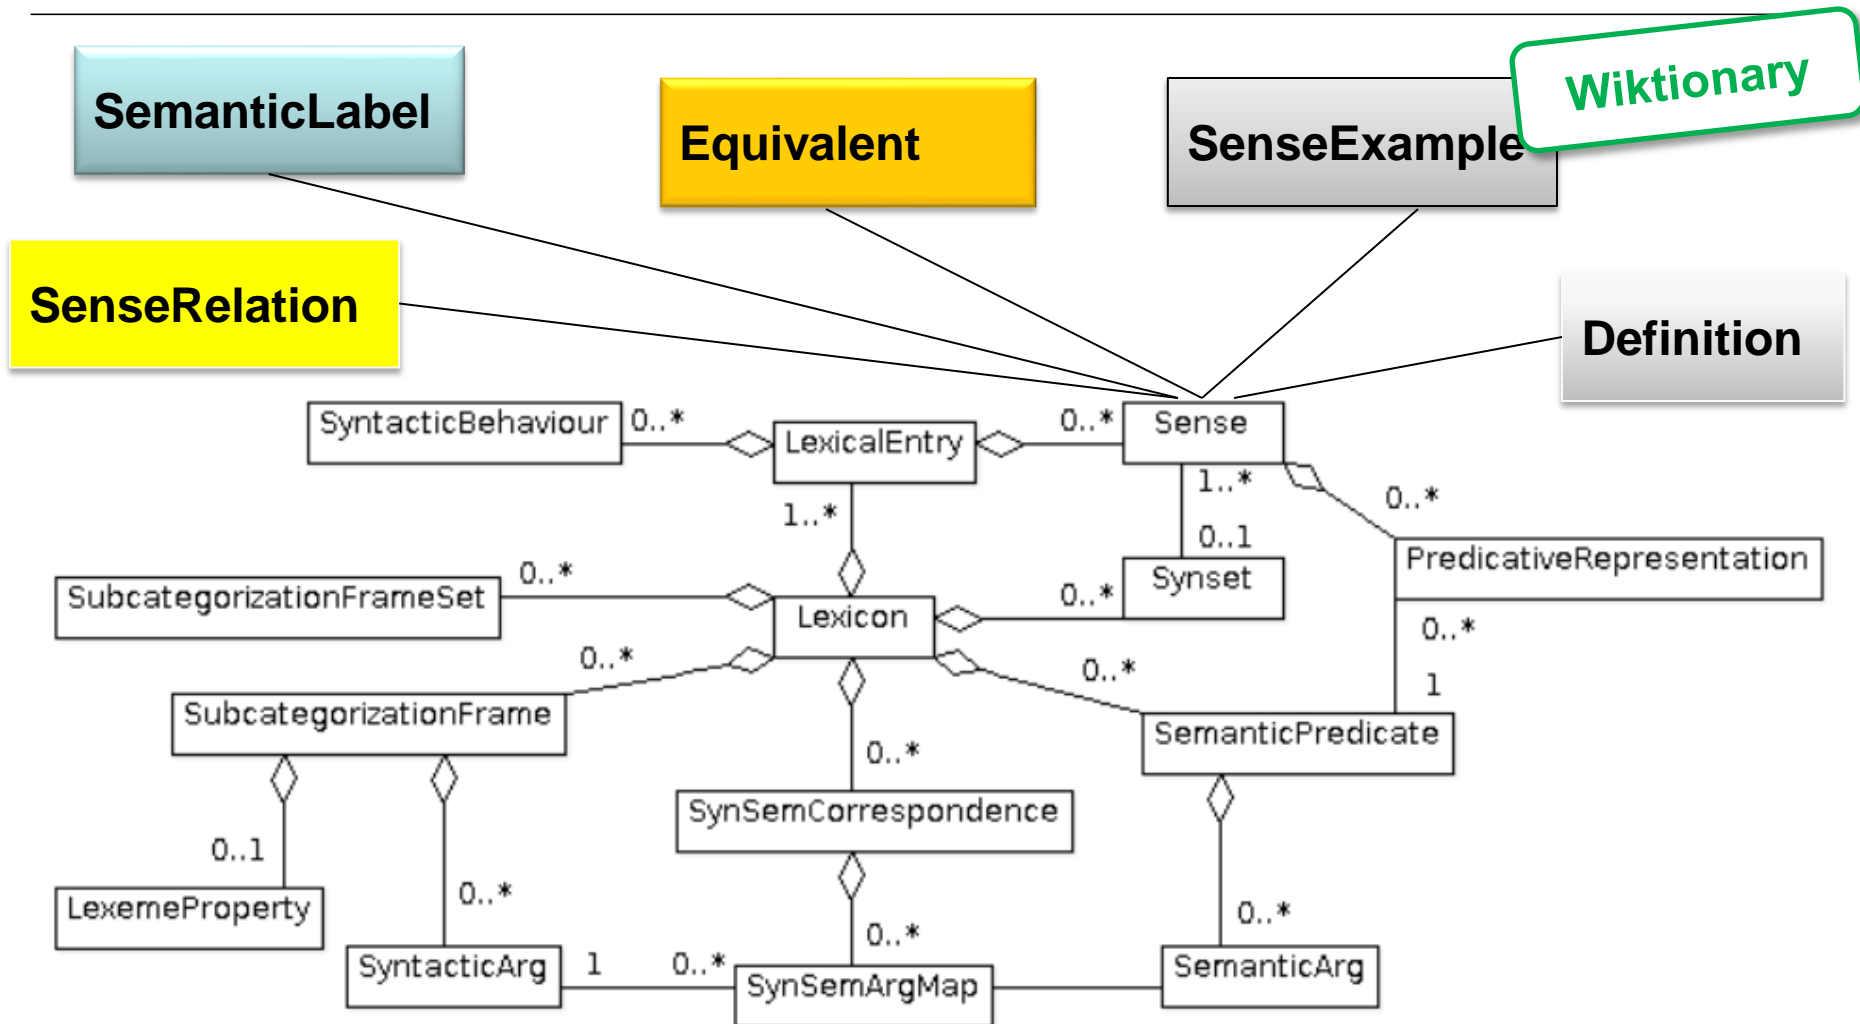 Wiktionary
SemanticLabel
Equivalent
SenseExample
SenseRelation
Definition
SyntacticBehaviour
0..*
LexicalEntry
0..*
Sense
1..*
1..*
0..*
0..1
SubcategorizationFrameSet
0..*
Lexicon
0..*
Synset
PredicativeRepresentation
0..*
0..*
0..*
1
SubcategorizationFrame
SemanticPredicate
0..*
SynSemCorrespondence
0..1
0..*
0..*
0..*
LexemeProperty
SyntacticArg
1
0..*
SynSemArgMap
SemanticArg